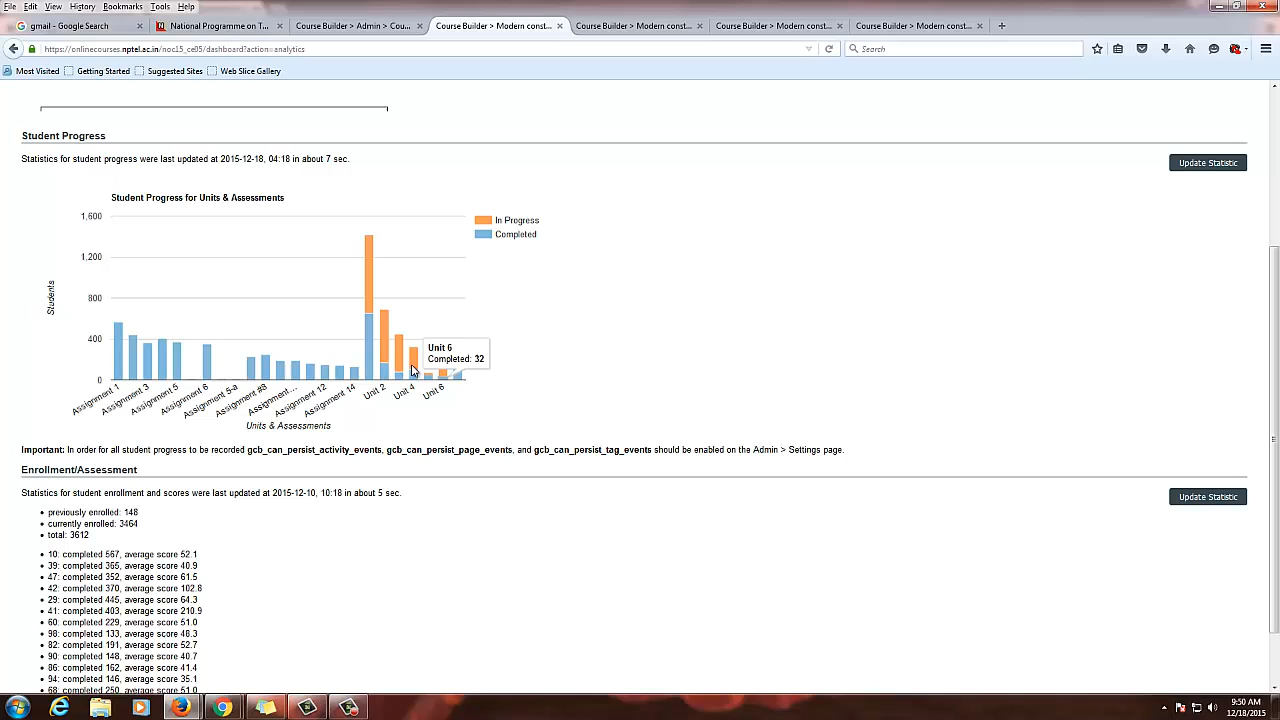 File Edit View History Bookmarks Tools Help
gmail - Google Search
National Programme on T...
Course Builder > Admin > Cou...
Course Builder > Modern const...
Course Builder > Modern const...
Course Builder > Modern const...
Course Builder > Modern const...
https://onlinecourses.nptel.ac.in/noc15_ce05/dashboard?action=analytics
Search
Most Visited Getting Started Suggested Sites Web Slice Gallery
Student Progress
Statistics for student progress were last updated at 2015-12-18, 04:18 in about 7 sec.
Update Statistic
Student Progress for Units & Assessments
1,600
1,200
800
400
0
Students
In Progress
Completed
Unit 6
Completed: 32
Assignment 1
Assignment 3
Assignment 5
Assignment 6
Assignment 5-a
Assignment #8
Assignment...
Assignment 12
Assignment 14
Unit 2
Unit 4
Unit 6
Units & Assessments
Important: In order for all student progress to be recorded gcb_can_persist_activity_events, gcb_can_persist_page_events, and gcb_can_persist_tag_events should be enabled on the Admin > Settings page.
Enrollment/Assessment
Statistics for student enrollment and scores were last updated at 2015-12-10, 10:18 in about 5 sec.
Update Statistic
• previously enrolled: 148
• currently enrolled: 3464
• total: 3612
• 10: completed 567, average score 52.1
• 39: completed 365, average score 40.9
• 47: completed 352, average score 61.5
• 42: completed 370, average score 102.8
• 29: completed 445, average score 64.3
• 41: completed 403, average score 210.9
• 60: completed 229, average score 51.0
• 98: completed 133, average score 48.3
• 82: completed 191, average score 52.7
• 90: completed 148, average score 40.7
• 86: completed 162, average score 41.4
• 94: completed 146, average score 35.1
• 68: completed 250, average score 51.0
9:50 AM
12/18/2015